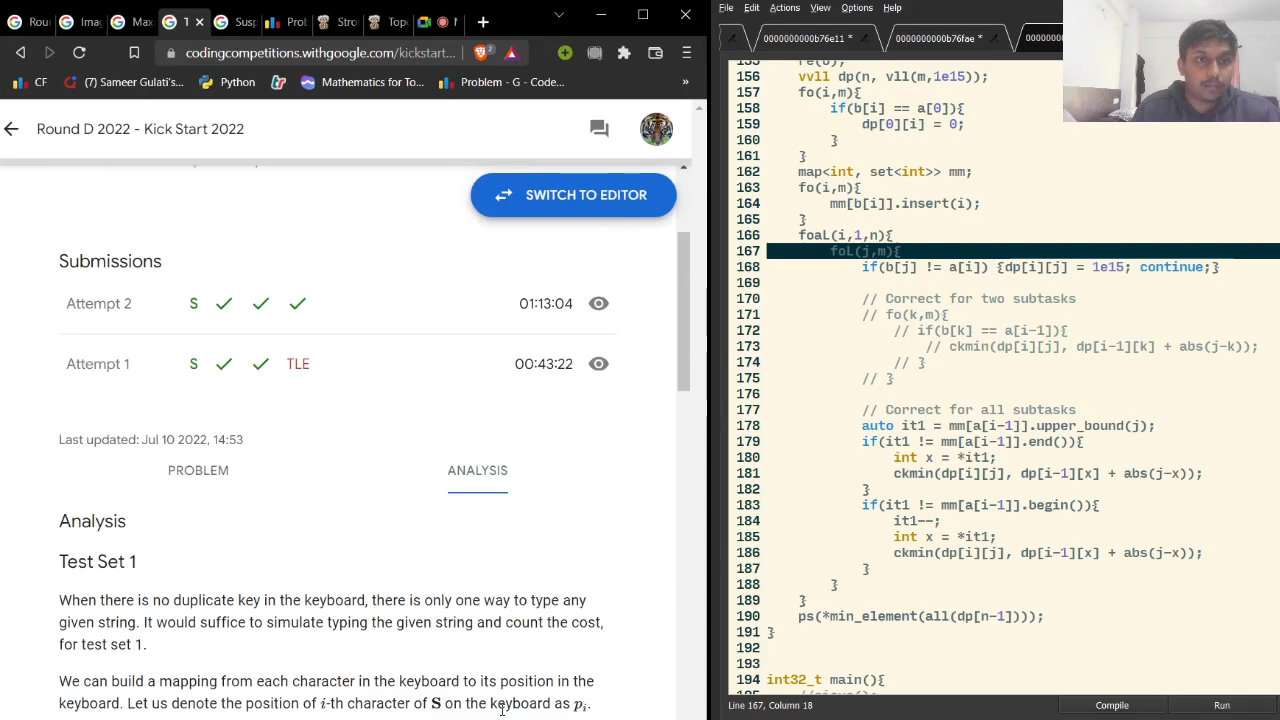 Run
Imag
Max
1
Sus
Prol
Stro
Top
codingcompetitions.withgoogle.com/kickstart...
2
CF
(7) Sameer Gulati's...
Python
Mathematics for To...
Problem - G - Code...
»
Round D 2022 - Kick Start 2022
SWITCH TO EDITOR
Submissions
Attempt 2 S 01:13:04
Attempt 1 S TLE 00:43:22
Last updated: Jul 10 2022, 14:53
PROBLEM ANALYSIS
Analysis
Test Set 1
When there is no duplicate key in the keyboard, there is only one way to type any
given string. It would suffice to simulate typing the given string and count the cost,
for test set 1.
We can build a mapping from each character in the keyboard to its position in the
keyboard. Let us denote the position of i-th character of S on the keyboard as pi.
File Edit Actions View Options Help
0000000000b76e11 * 0000000000b76fae * 00000
156 vvll dp(n, vll(m,1e15));
157 fo(i,m){
158 if(b[i] == a[0]){
159 dp[0][i] = 0;
160 }
161 }
162 map<int, set<int>> mm;
163 fo(i,m){
164 mm[b[i]].insert(i);
165 }
166 foaL(i,1,n){
167 foL(j,m){
168 if(b[j] != a[i]) {dp[i][j] = 1e15; continue;}
169
170 // Correct for two subtasks
171 // fo(k,m){
172 // if(b[k] == a[i-1]){
173 // ckmin(dp[i][j], dp[i-1][k] + abs(j-k));
174 // }
175 // }
176
177 // Correct for all subtasks
178 auto it1 = mm[a[i-1]].upper_bound(j);
179 if(it1 != mm[a[i-1]].end()){
180 int x = *it1;
181 ckmin(dp[i][j], dp[i-1][x] + abs(j-x));
182 }
183 if(it1 != mm[a[i-1]].begin()){
184 it1--;
185 int x = *it1;
186 ckmin(dp[i][j], dp[i-1][x] + abs(j-x));
187 }
188 }
189 }
190 ps(*min_element(all(dp[n-1])));
191 }
192
193
194 int32_t main(){
Line 167, Column 18
Compile Run